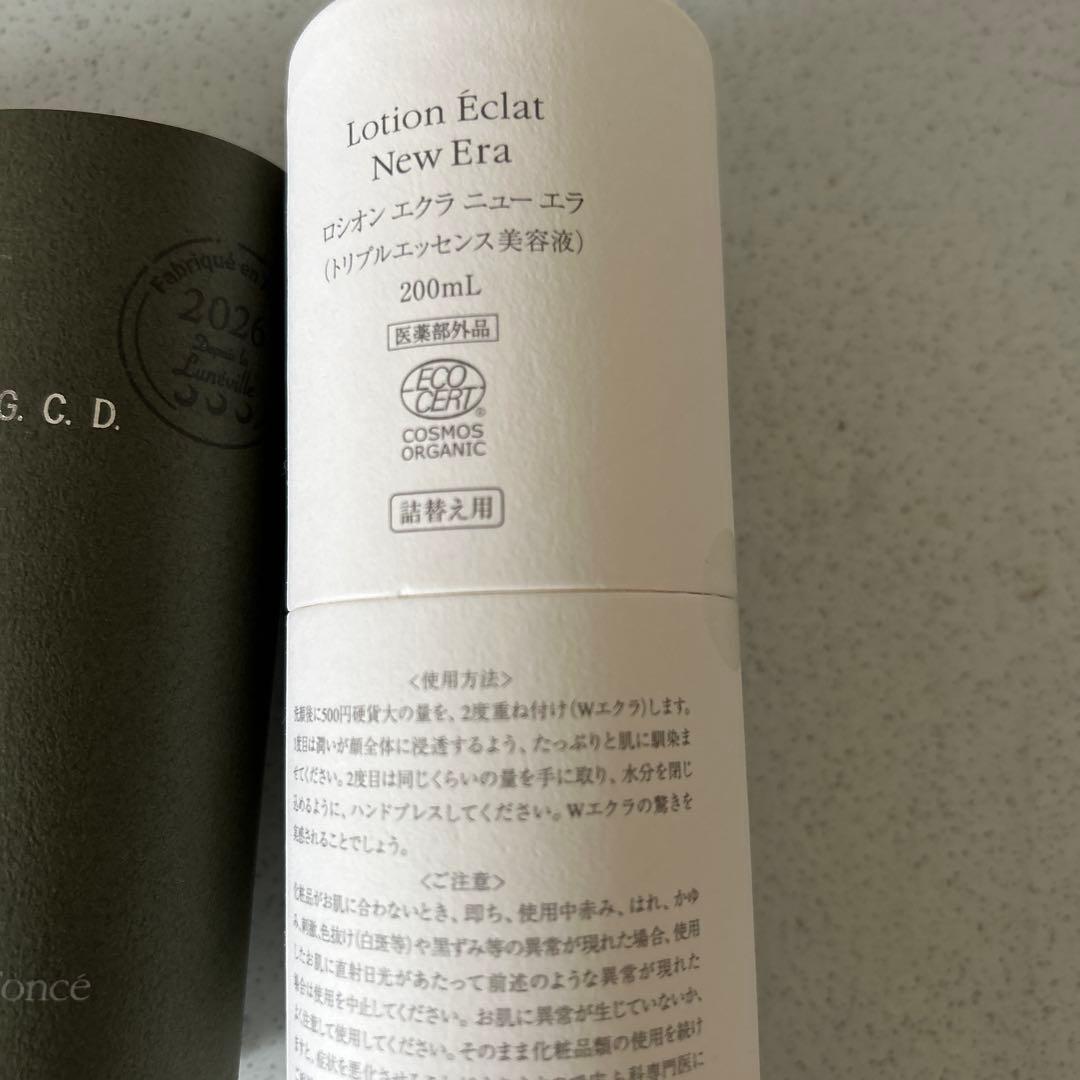 Lotion Éclat
New Era
ロシオン エクラ ニュー エラ
(トリプルエッセンス美容液)
200mL
医薬部外品
ECO
CERT®
COSMOS
ORGANIC
詰替え用
<使用方法>
洗顔後に500円硬貨大の量を、2度重ね付け(Wエクラ)します。
1度目は潤いが顔全体に浸透するよう、たっぷりと肌に馴染ま
せてください。2度目は同じくらいの量を手に取り、水分を閉じ
込めるように、ハンドプレスしてください。Wエクラの驚きを
実感されることでしょう。
<ご注意>
化粧品がお肌に合わないとき、即ち、使用中赤み、はれ、かゆ
み、刺激、色抜け(白斑等)や黒ずみ等の異常が現れた場合、使用
したお肌に直射日光があたって前述のような異常が現れた
場合は使用を中止してください。お肌に異常が生じていないか、
よく注意して使用してください。そのまま化粧品類の使用を続け
ますと、症状を悪化させること
科専門医に
Fabriqué en
2026
Depuis la
Lunéville
G. C. D.
foncé